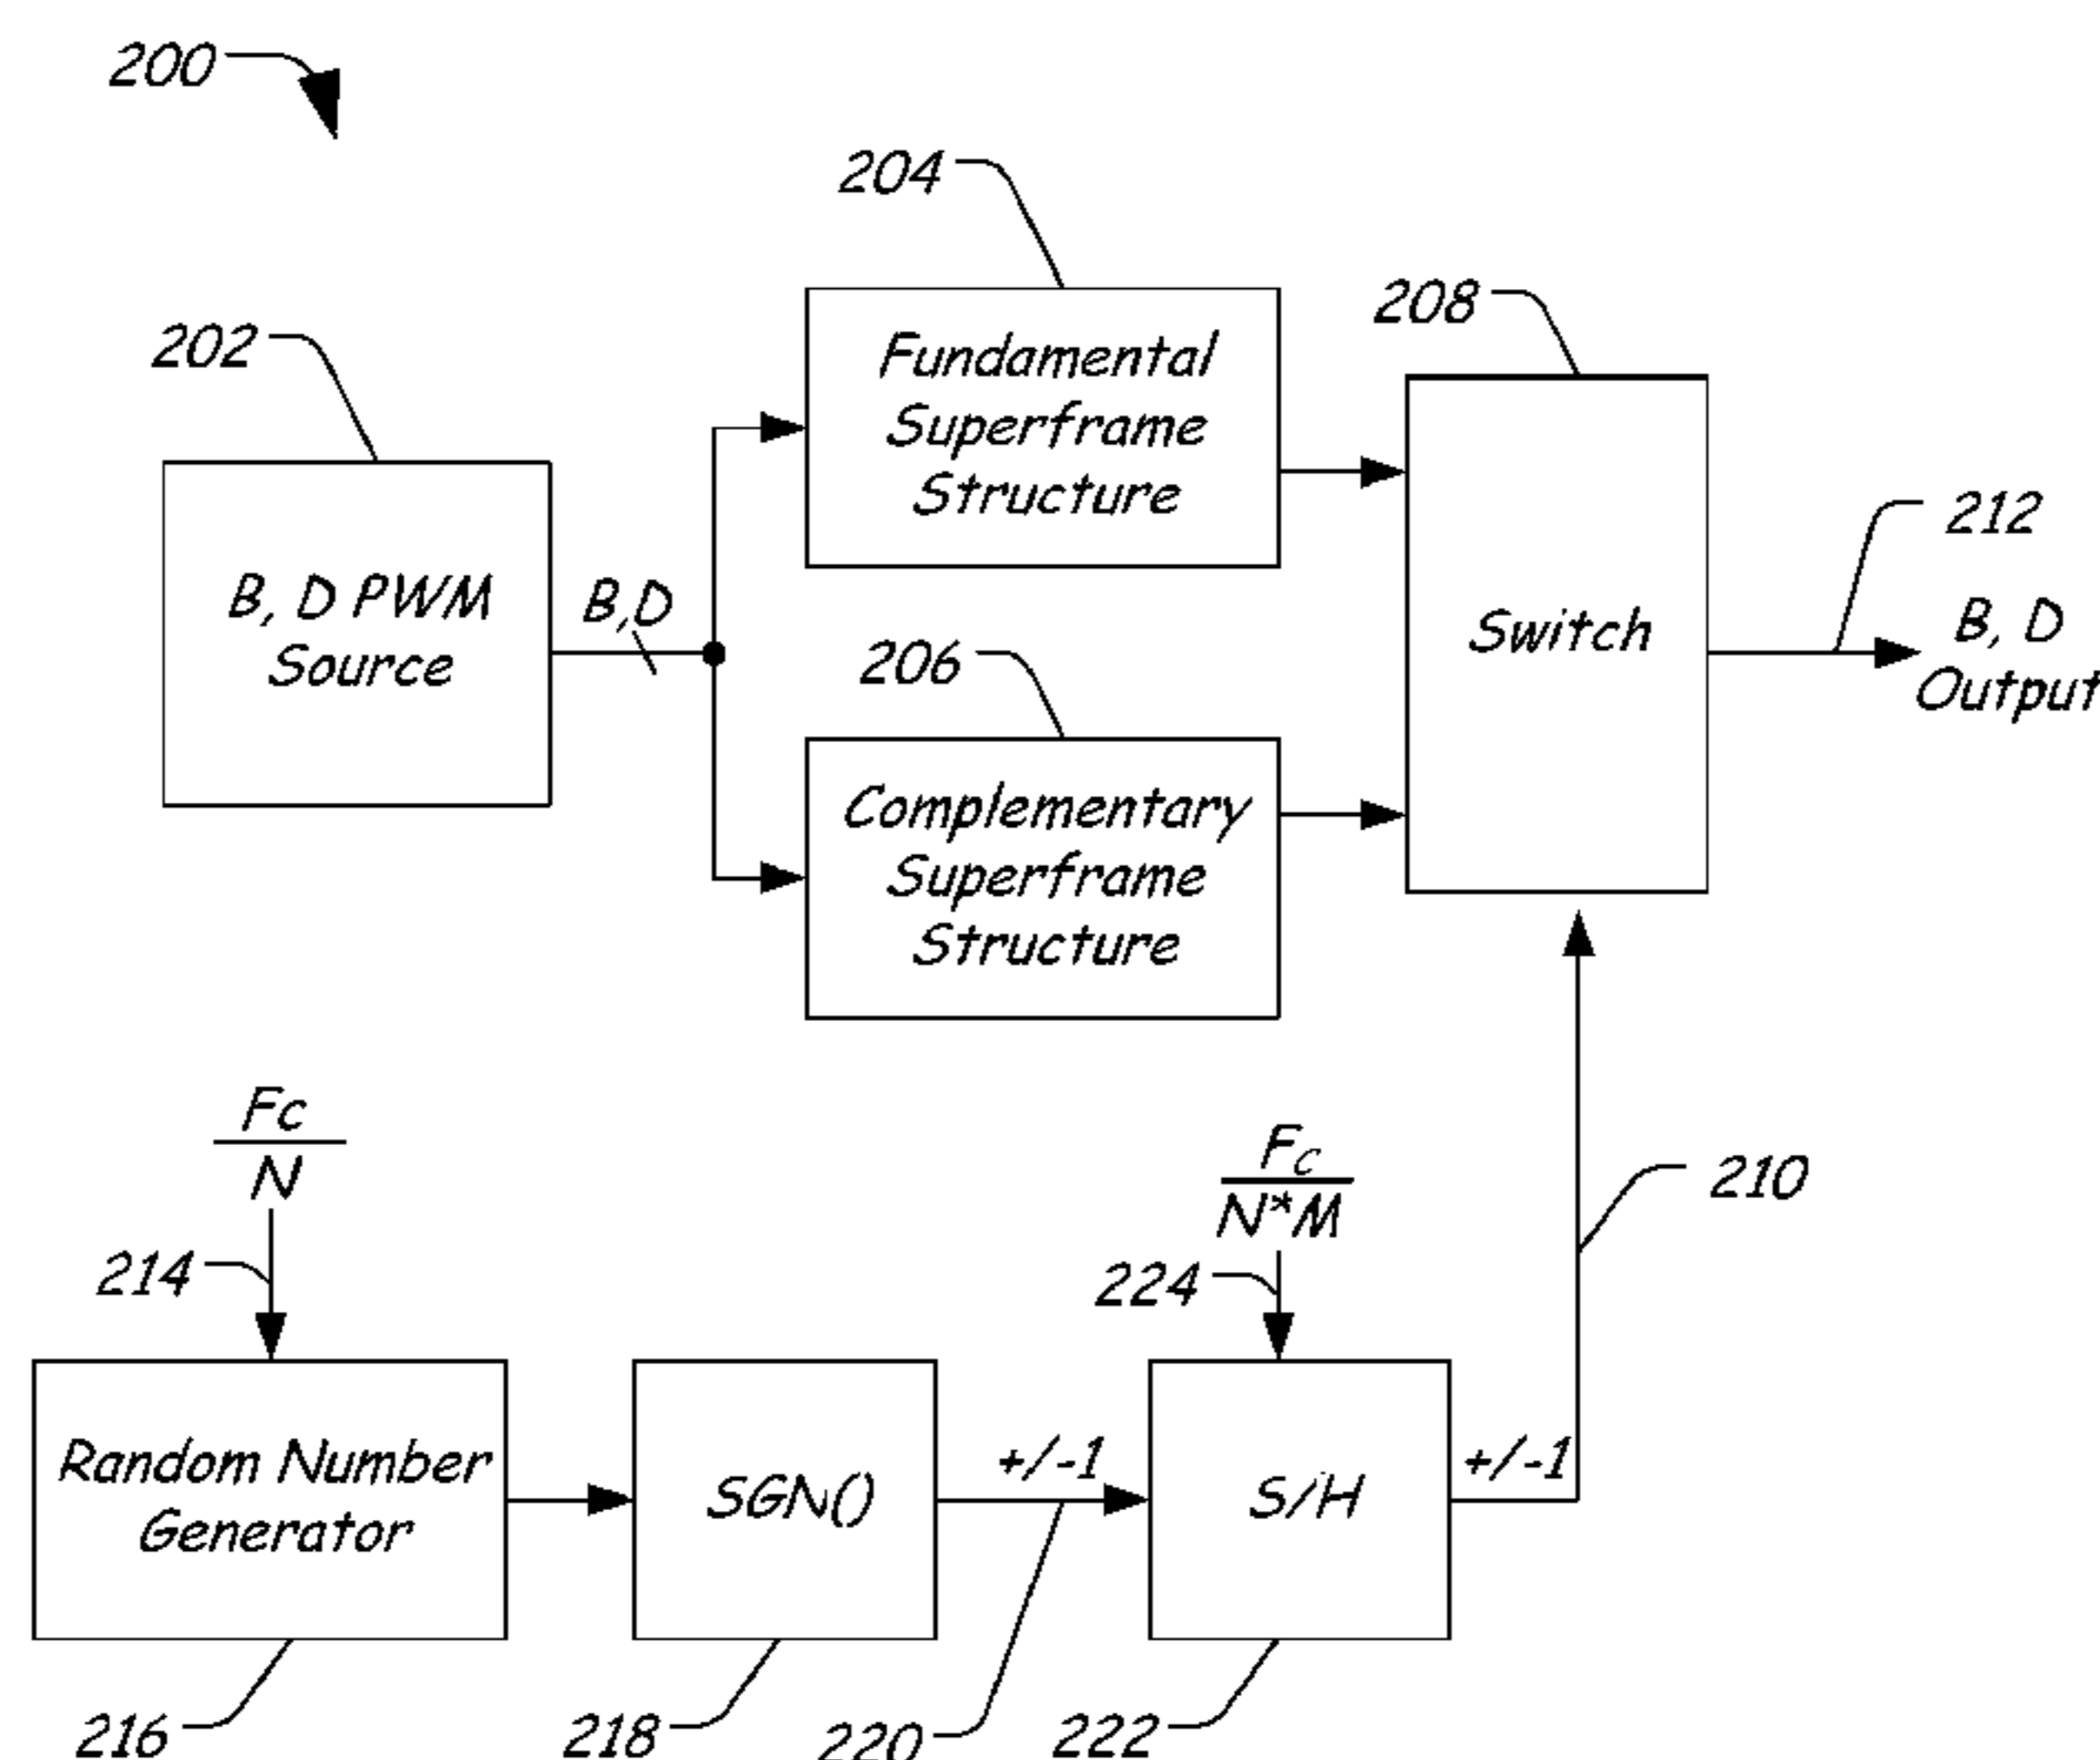 200
204
208
202
Fundamental
Superframe
Structure
212
B, D PWM
Source
B,D
Switch
B, D
Output
206
Complementary
Superframe
Structure
Fc
N
Fc
N*M
210
214
224
Random Number
Generator
SGN()
+/-1
S/H
+/-1
216
218
220
222